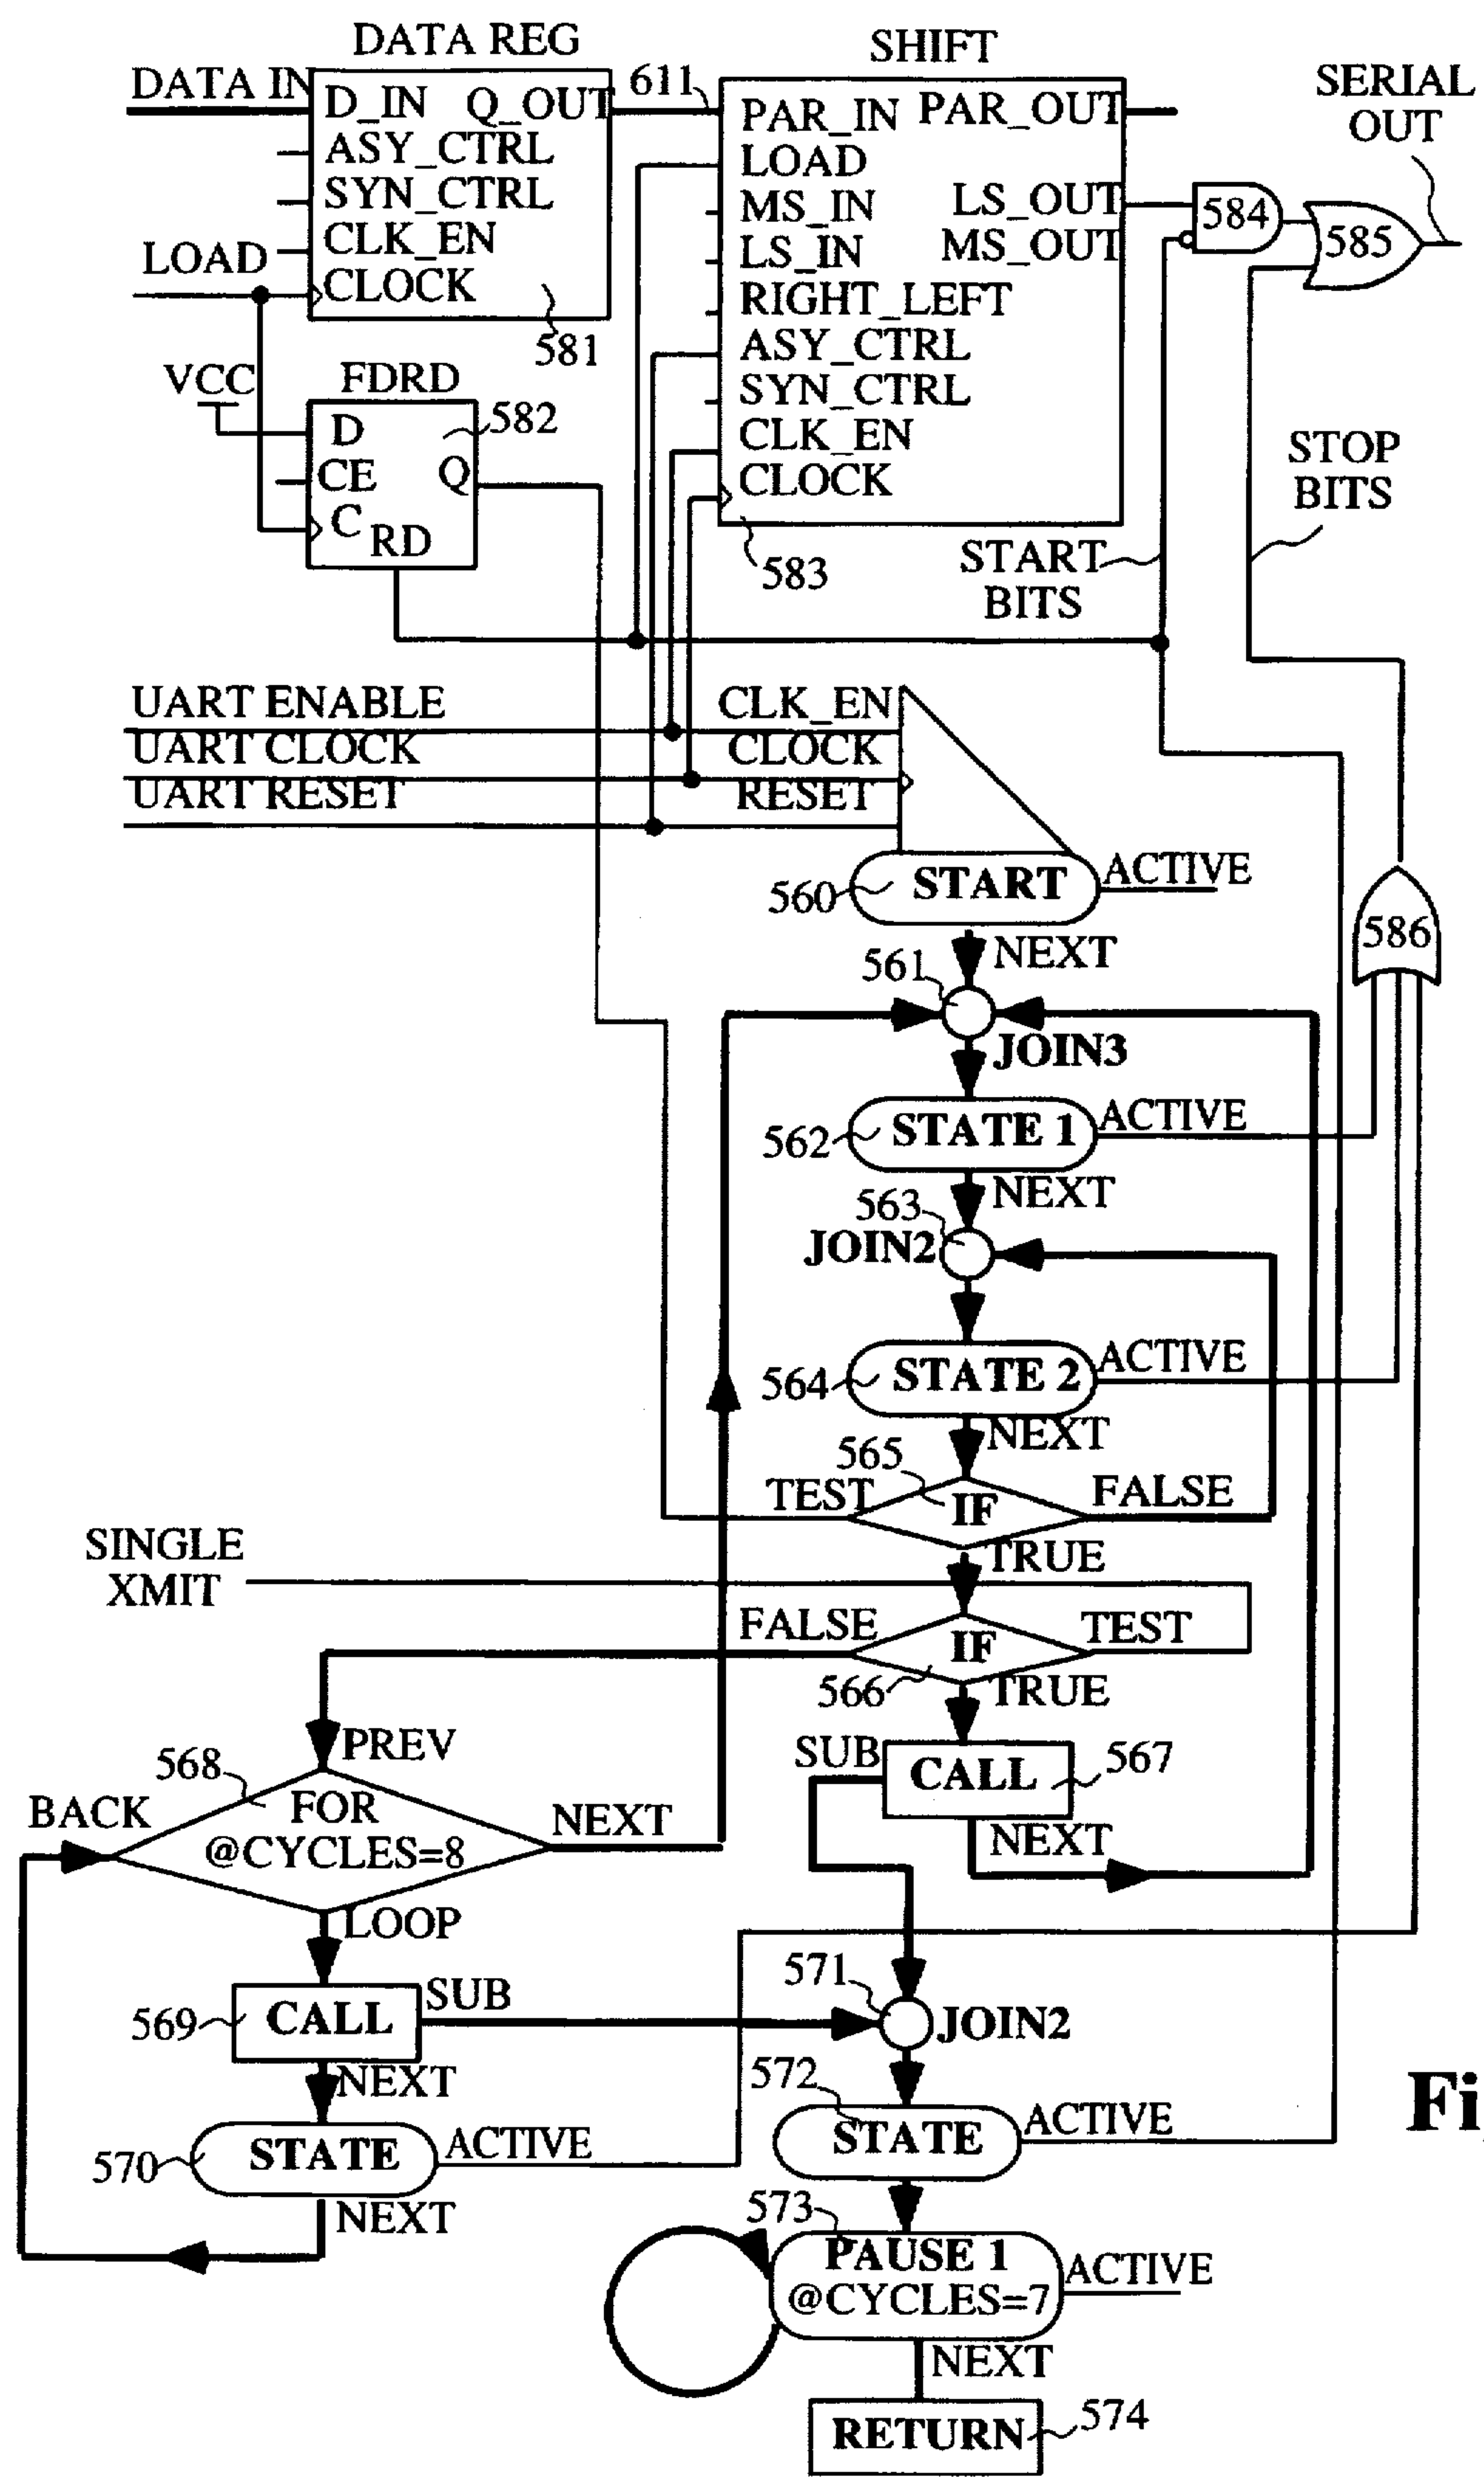 DATA REG
SHIFT
SERIAL
OUT
DATA IN
611
D_IN Q_OUT
ASY_CTRL
SYN_CTRL
CLK_EN
CLOCK
LOAD
581
PAR_IN PAR_OUT
LOAD
MS_IN LS_OUT
LS_IN MS_OUT
RIGHT_LEFT
ASY_CTRL
SYN_CTRL
CLK_EN
CLOCK
583
584
585
VCC
FDRD
582
D
CE Q
C
RD
START
BITS
STOP
BITS
UART ENABLE
UART CLOCK
UART RESET
CLK_EN
CLOCK
RESET
560
START
ACTIVE
586
NEXT
561
JOIN3
562
STATE 1
ACTIVE
NEXT
563
JOIN2
564
STATE 2
ACTIVE
NEXT
565
TEST
IF
FALSE
TRUE
SINGLE
XMIT
FALSE
IF
TEST
566
TRUE
SUB
CALL
567
NEXT
568
PREV
BACK
FOR
@CYCLES=8
NEXT
LOOP
569
CALL
SUB
571
JOIN2
NEXT
572
570
STATE
ACTIVE
STATE
ACTIVE
NEXT
573
PAUSE 1
@CYCLES=7
ACTIVE
NEXT
RETURN
574
Fi